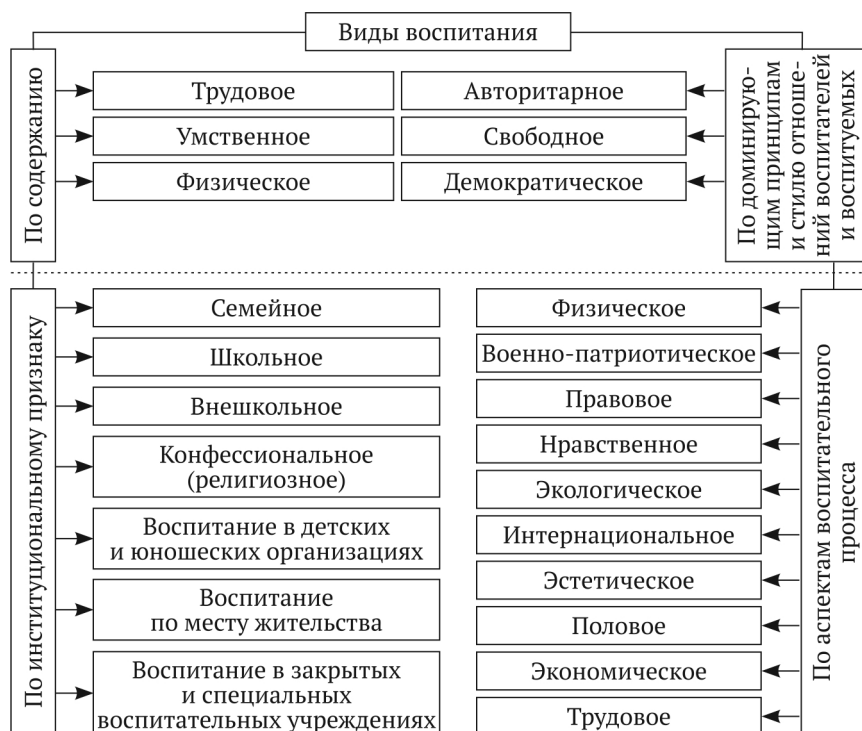 Виды воспитания
По содержанию
Трудовое
Умственное
Физическое
Авторитарное
Свободное
Демократическое
По доминирую-
щим принципам
и стилю отноше-
ний воспитателей
и воспитуемых
По институциональному признаку
Семейное
Школьное
Внешкольное
Конфессиональное
(религиозное)
Воспитание в детских
и юношеских организациях
Воспитание
по месту жительства
Воспитание в закрытых
и специальных
воспитательных учреждениях
Физическое
Военно-патриотическое
Правовое
Нравственное
Экологическое
Интернациональное
Эстетическое
Половое
Экономическое
Трудовое
По аспектам воспитательного
процесса